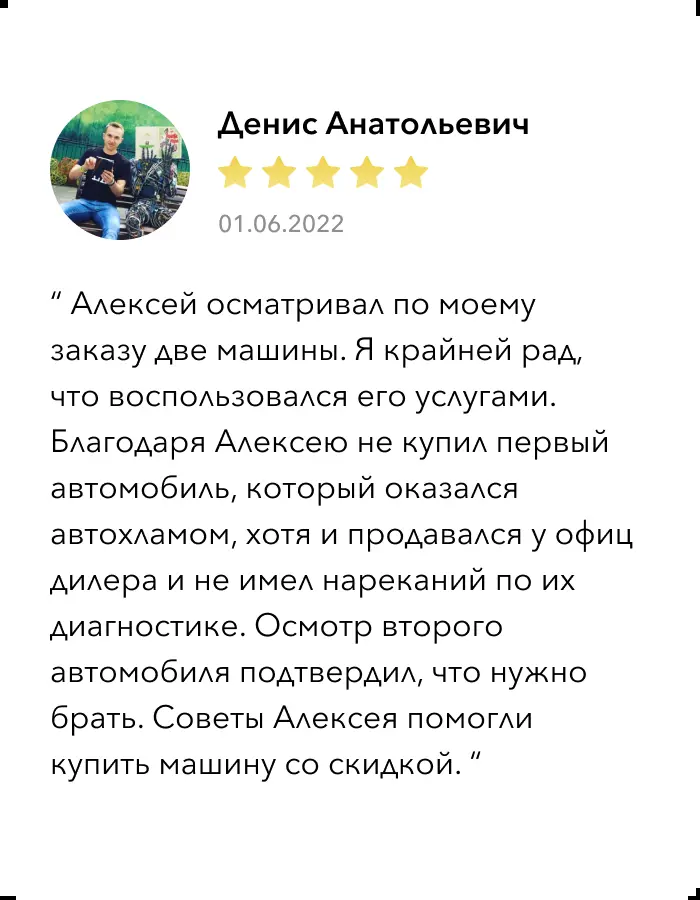 Денис Анатольевич
01.06.2022
“ Алексей осматривал по моему
заказу две машины. Я крайней рад,
что воспользовался его услугами.
Благодаря Алексею не купил первый
автомобиль, который оказался
автохламом, хотя и продавался у офиц
дилера и не имел нареканий по их
диагностике. Осмотр второго
автомобиля подтвердил, что нужно
брать. Советы Алексея помогли
купить машину со скидкой. “